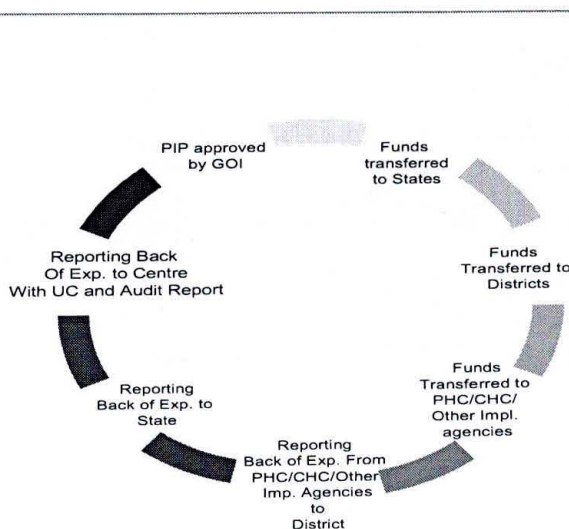 PIP approved
by GOI
Funds
transferred
to States
Funds
Transferred to
Districts
Funds
Transferred to
PHC/CHC/
Other Impl.
agencies
Reporting
Back of Exp. From
PHC/CHC/Other
Imp. Agencies
to
District
Reporting
Back of Exp. to
State
Reporting Back
Of Exp. to Centre
With UC and Audit Report